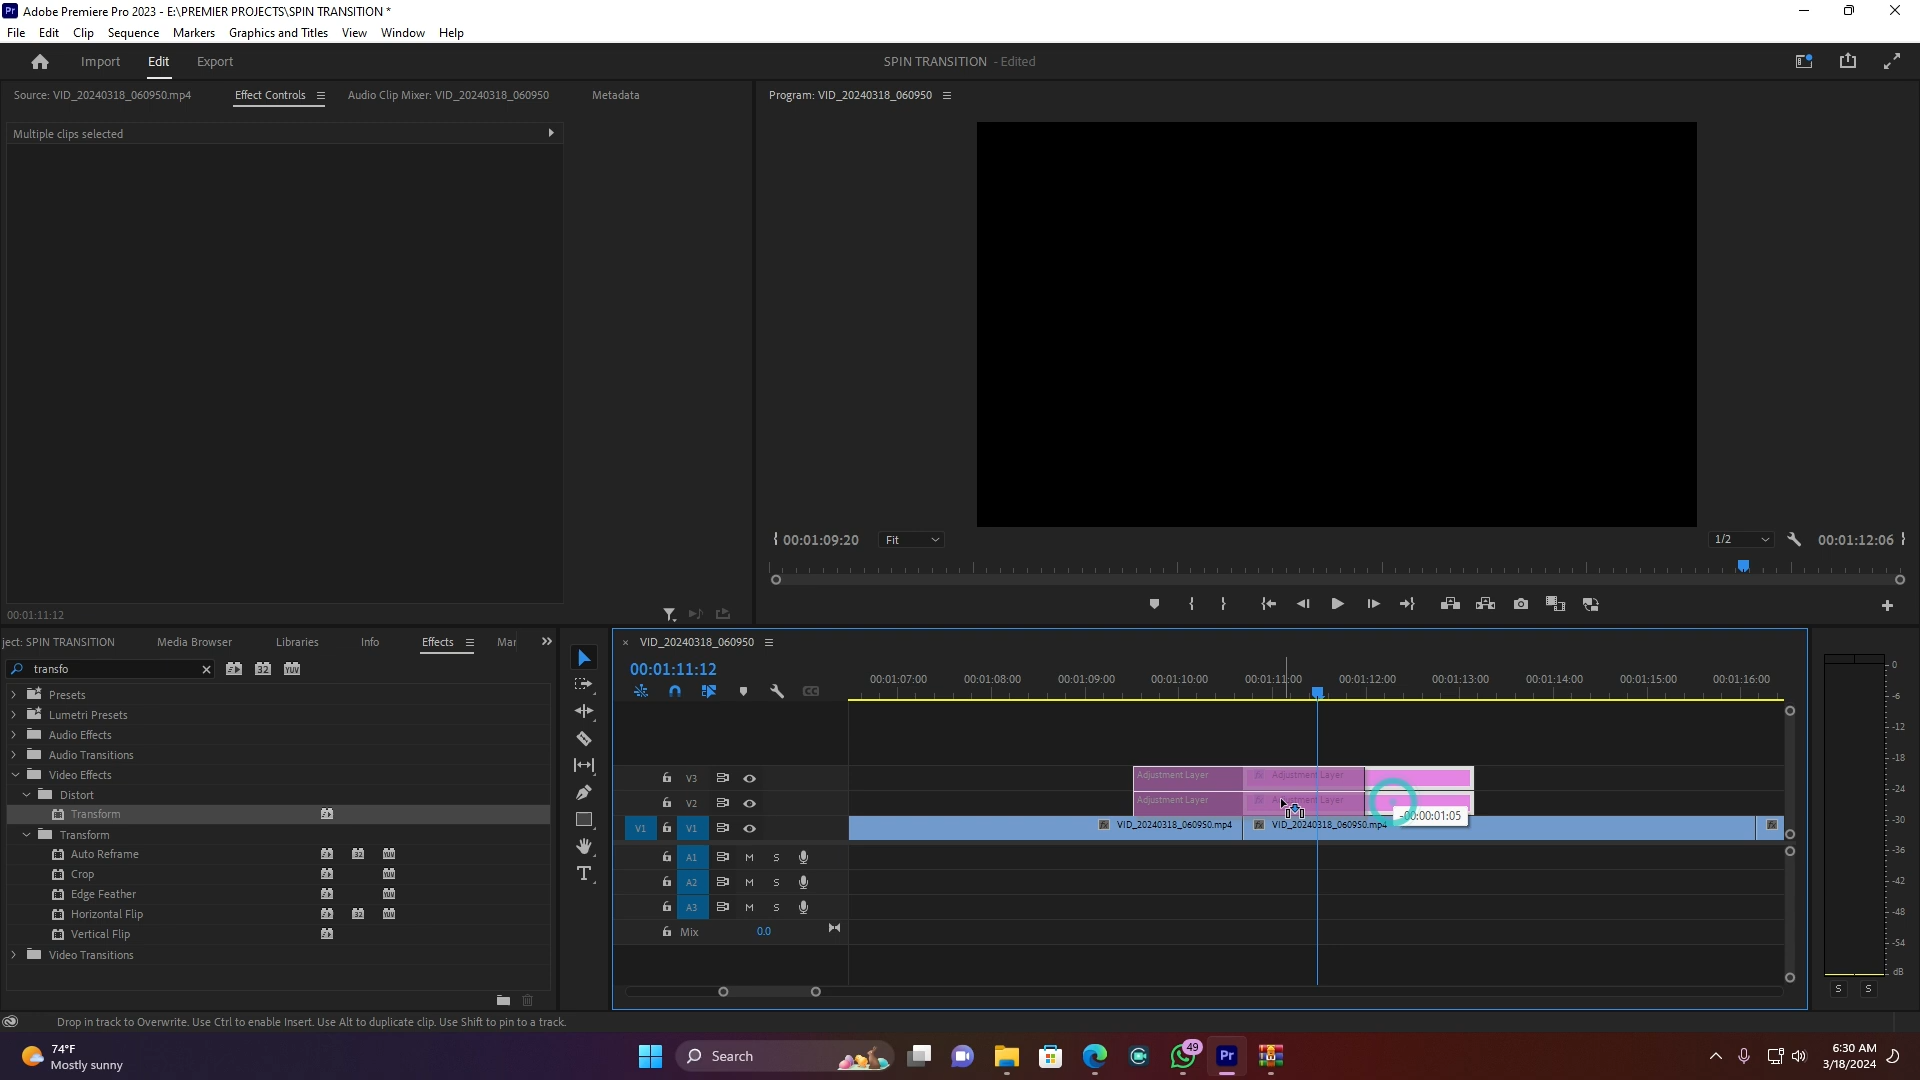 Pr Adobe Premiere Pro 2023 - E:\PREMIER PROJECTS\SPIN TRANSITION *
File Edit Clip Sequence Markers Graphics and Titles View Window Help
Import Edit Export SPIN TRANSITION - Edited
Source: VID_20240318_060950.mp4 Effect Controls Audio Clip Mixer: VID_20240318_060950 Metadata Program: VID_20240318_060950
Multiple clips selected
00:01:09:20 Fit 1/2 00:01:12:06
00:01:11:12
ject: SPIN TRANSITION Media Browser Libraries Info Effects Mar
× VID_20240318_060950
transfo
00:01:11:12
00:01:07:00 00:01:08:00 00:01:09:00 00:01:10:00 00:01:11:00 00:01:12:00 00:01:13:00 00:01:14:00 00:01:15:00 00:01:16:00
Presets
Lumetri Presets
Audio Effects
Audio Transitions
Video Effects
Distort
Transform
Transform
Auto Reframe
Crop
Edge Feather
Horizontal Flip
Vertical Flip
Video Transitions
V3 Adjustment Layer fx Adjustment Layer
V2 Adjustment Layer fx Adjustment Layer
-00:00:01:05
V1 V1 fx VID_20240318_060950.mp4 fx VID_20240318_060950.mp4 fx
A1 M S
A2 M S
A3 M S
Mix 0.0
0
-6
-12
-18
-24
-30
-36
-42
-48
-54
dB
S S
Drop in track to Overwrite. Use Ctrl to enable Insert. Use Alt to duplicate clip. Use Shift to pin to a track.
74°F
Mostly sunny
Search
49
Pr
6:30 AM
3/18/2024